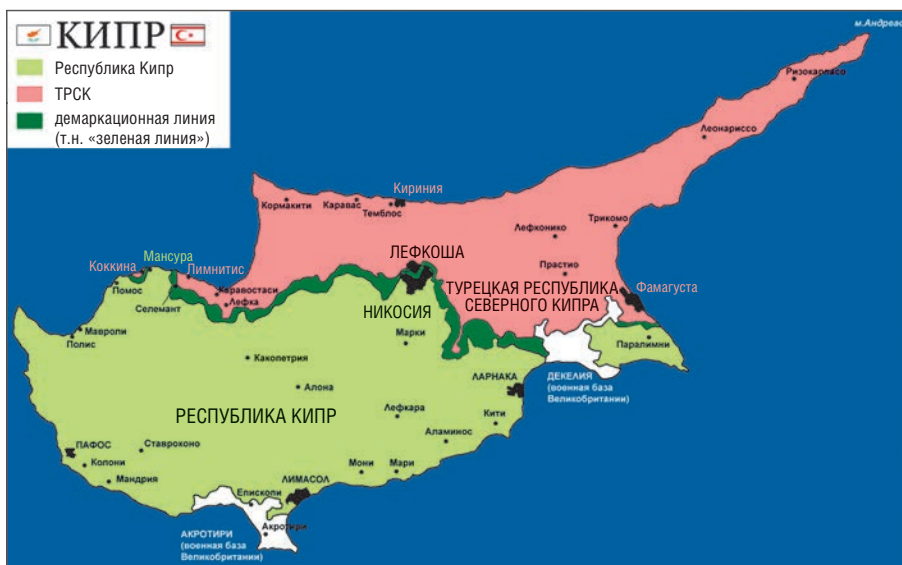 КИПР
Республика Кипр
ТРСК
демаркационная линия
(т.н. «зеленая линия»)
м.Андреас
Ризокарпасо
Леонариссо
Кириния
Кормакити
Каравас
Темблос
Трикомо
Лефконико
ЛЕФКОША
Мансура
Коккина
Лимнитис
Прастио
ТУРЕЦКАЯ РЕСПУБЛИКА
СЕВЕРНОГО КИПРА
Фамагуста
Помос
Каравостаси
Селемант
Лефка
НИКОСИЯ
Мавроли
Полис
Марки
Паралимни
Какопетрия
ЛАРНАКА
ДЕКЕЛИЯ
(военная база
Великобритании)
Алона
РЕСПУБЛИКА КИПР
Лефкара
Кити
Аламинос
ПАФОС
Ставроконо
Колони
Мандрия
Мони
Мари
ЛИМАСОЛ
Епископи
Акротири
АКРОТИРИ
(военная база
Великобритании)